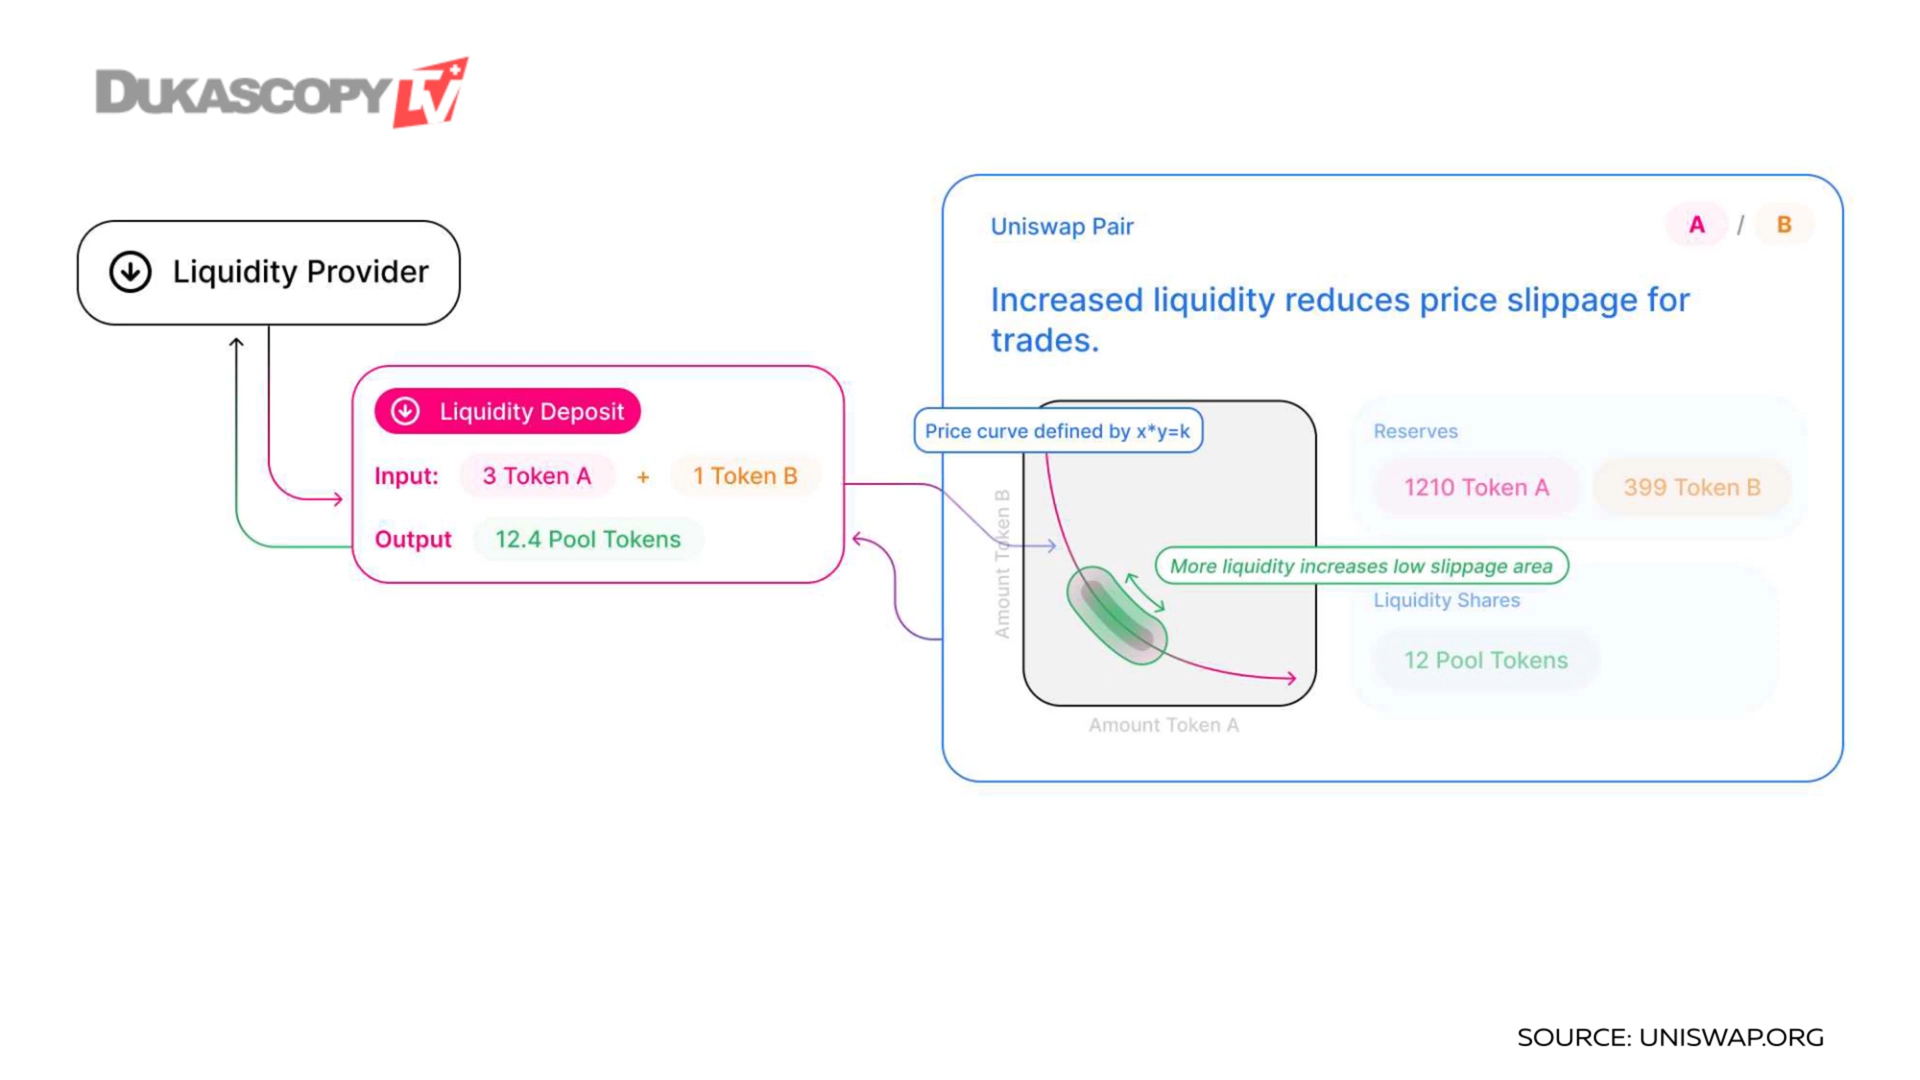 DUKASCOPY TV
Liquidity Provider
Liquidity Deposit
Input: 3 Token A + 1 Token B
Output 12.4 Pool Tokens
Uniswap Pair
A / B
Increased liquidity reduces price slippage for
trades.
Price curve defined by x*y=k
Amount Token B
Amount Token A
More liquidity increases low slippage area
Reserves
1210 Token A 399 Token B
Liquidity Shares
12 Pool Tokens
SOURCE: UNISWAP.ORG